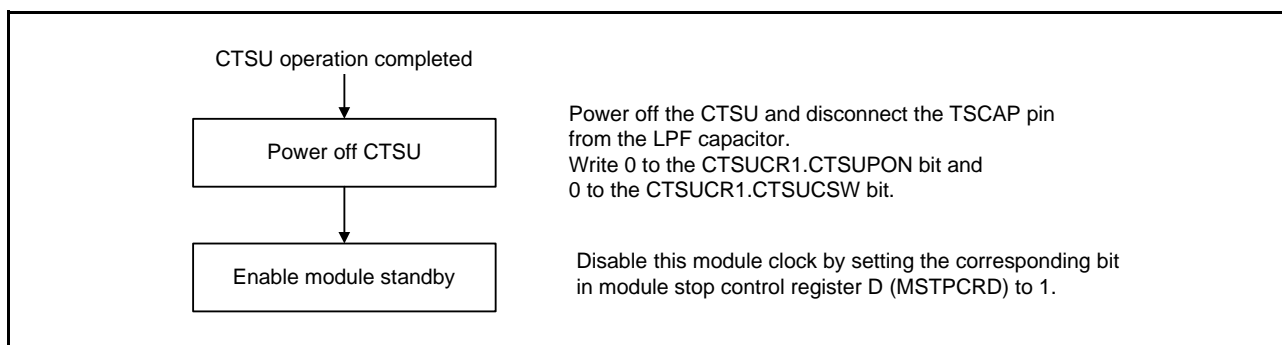 CTSU operation completed
Power off CTSU
Power off the CTSU and disconnect the TSCAP pin
from the LPF capacitor.
Write 0 to the CTSUCR1.CTSUPON bit and
0 to the CTSUCR1.CTSUCSW bit.
Enable module standby
Disable this module clock by setting the corresponding bit
in module stop control register D (MSTPCRD) to 1.